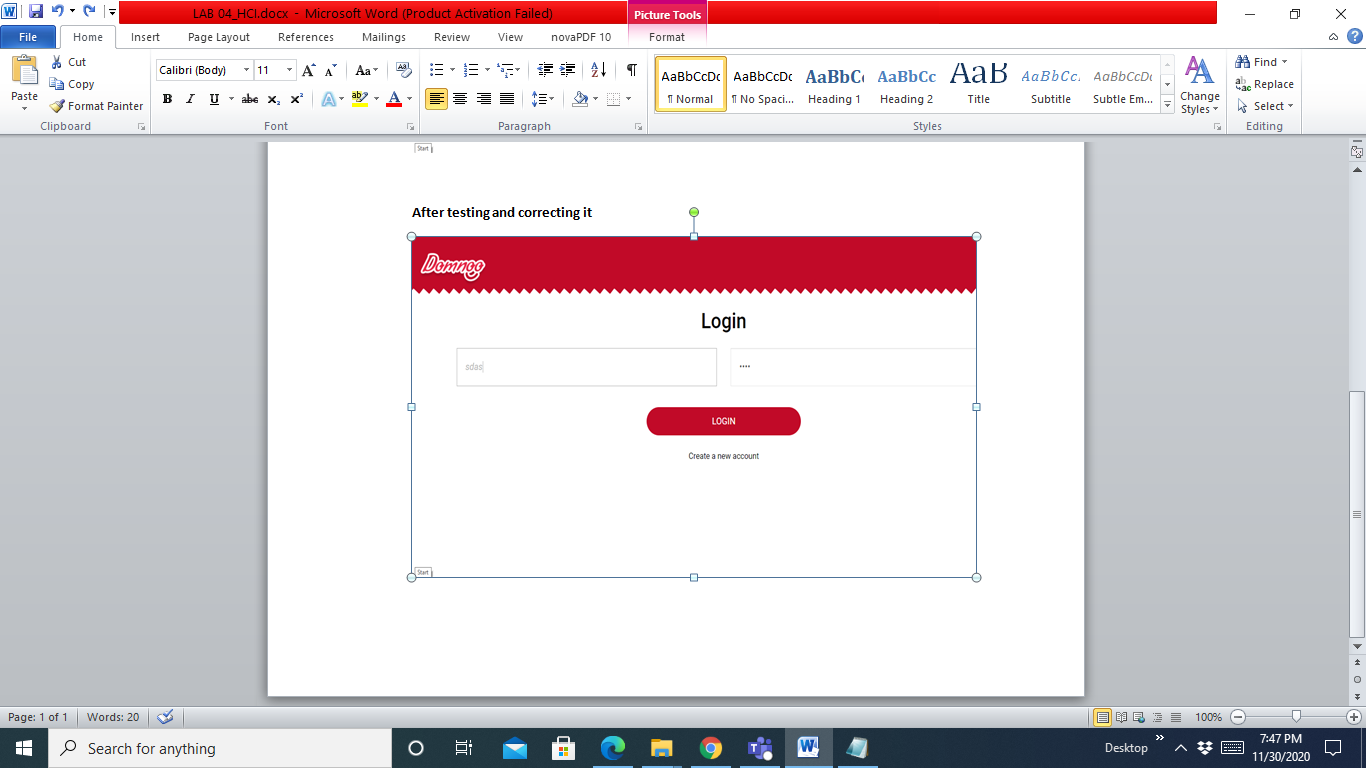 LAB 04_HCI.docx - Microsoft Word (Product Activation Failed)
Picture Tools
File Home Insert Page Layout References Mailings Review View novaPDF 10 Format
Paste
Cut
Copy
Format Painter
Clipboard
Calibri (Body) 11
Font
Paragraph
AaBbCcDc AaBbCcDc AaBbC AaBbCc AaB AaBbCc. AaBbCcDc
¶ Normal ¶ No Spaci... Heading 1 Heading 2 Title Subtitle Subtle Em...
Change Styles
Styles
Find
Replace
Select
Editing
Start
After testing and correcting it
Domngo
Login
sdas
LOGIN
Create a new account
Start
Page: 1 of 1 Words: 20 100%
Search for anything
Desktop
7:47 PM
11/30/2020